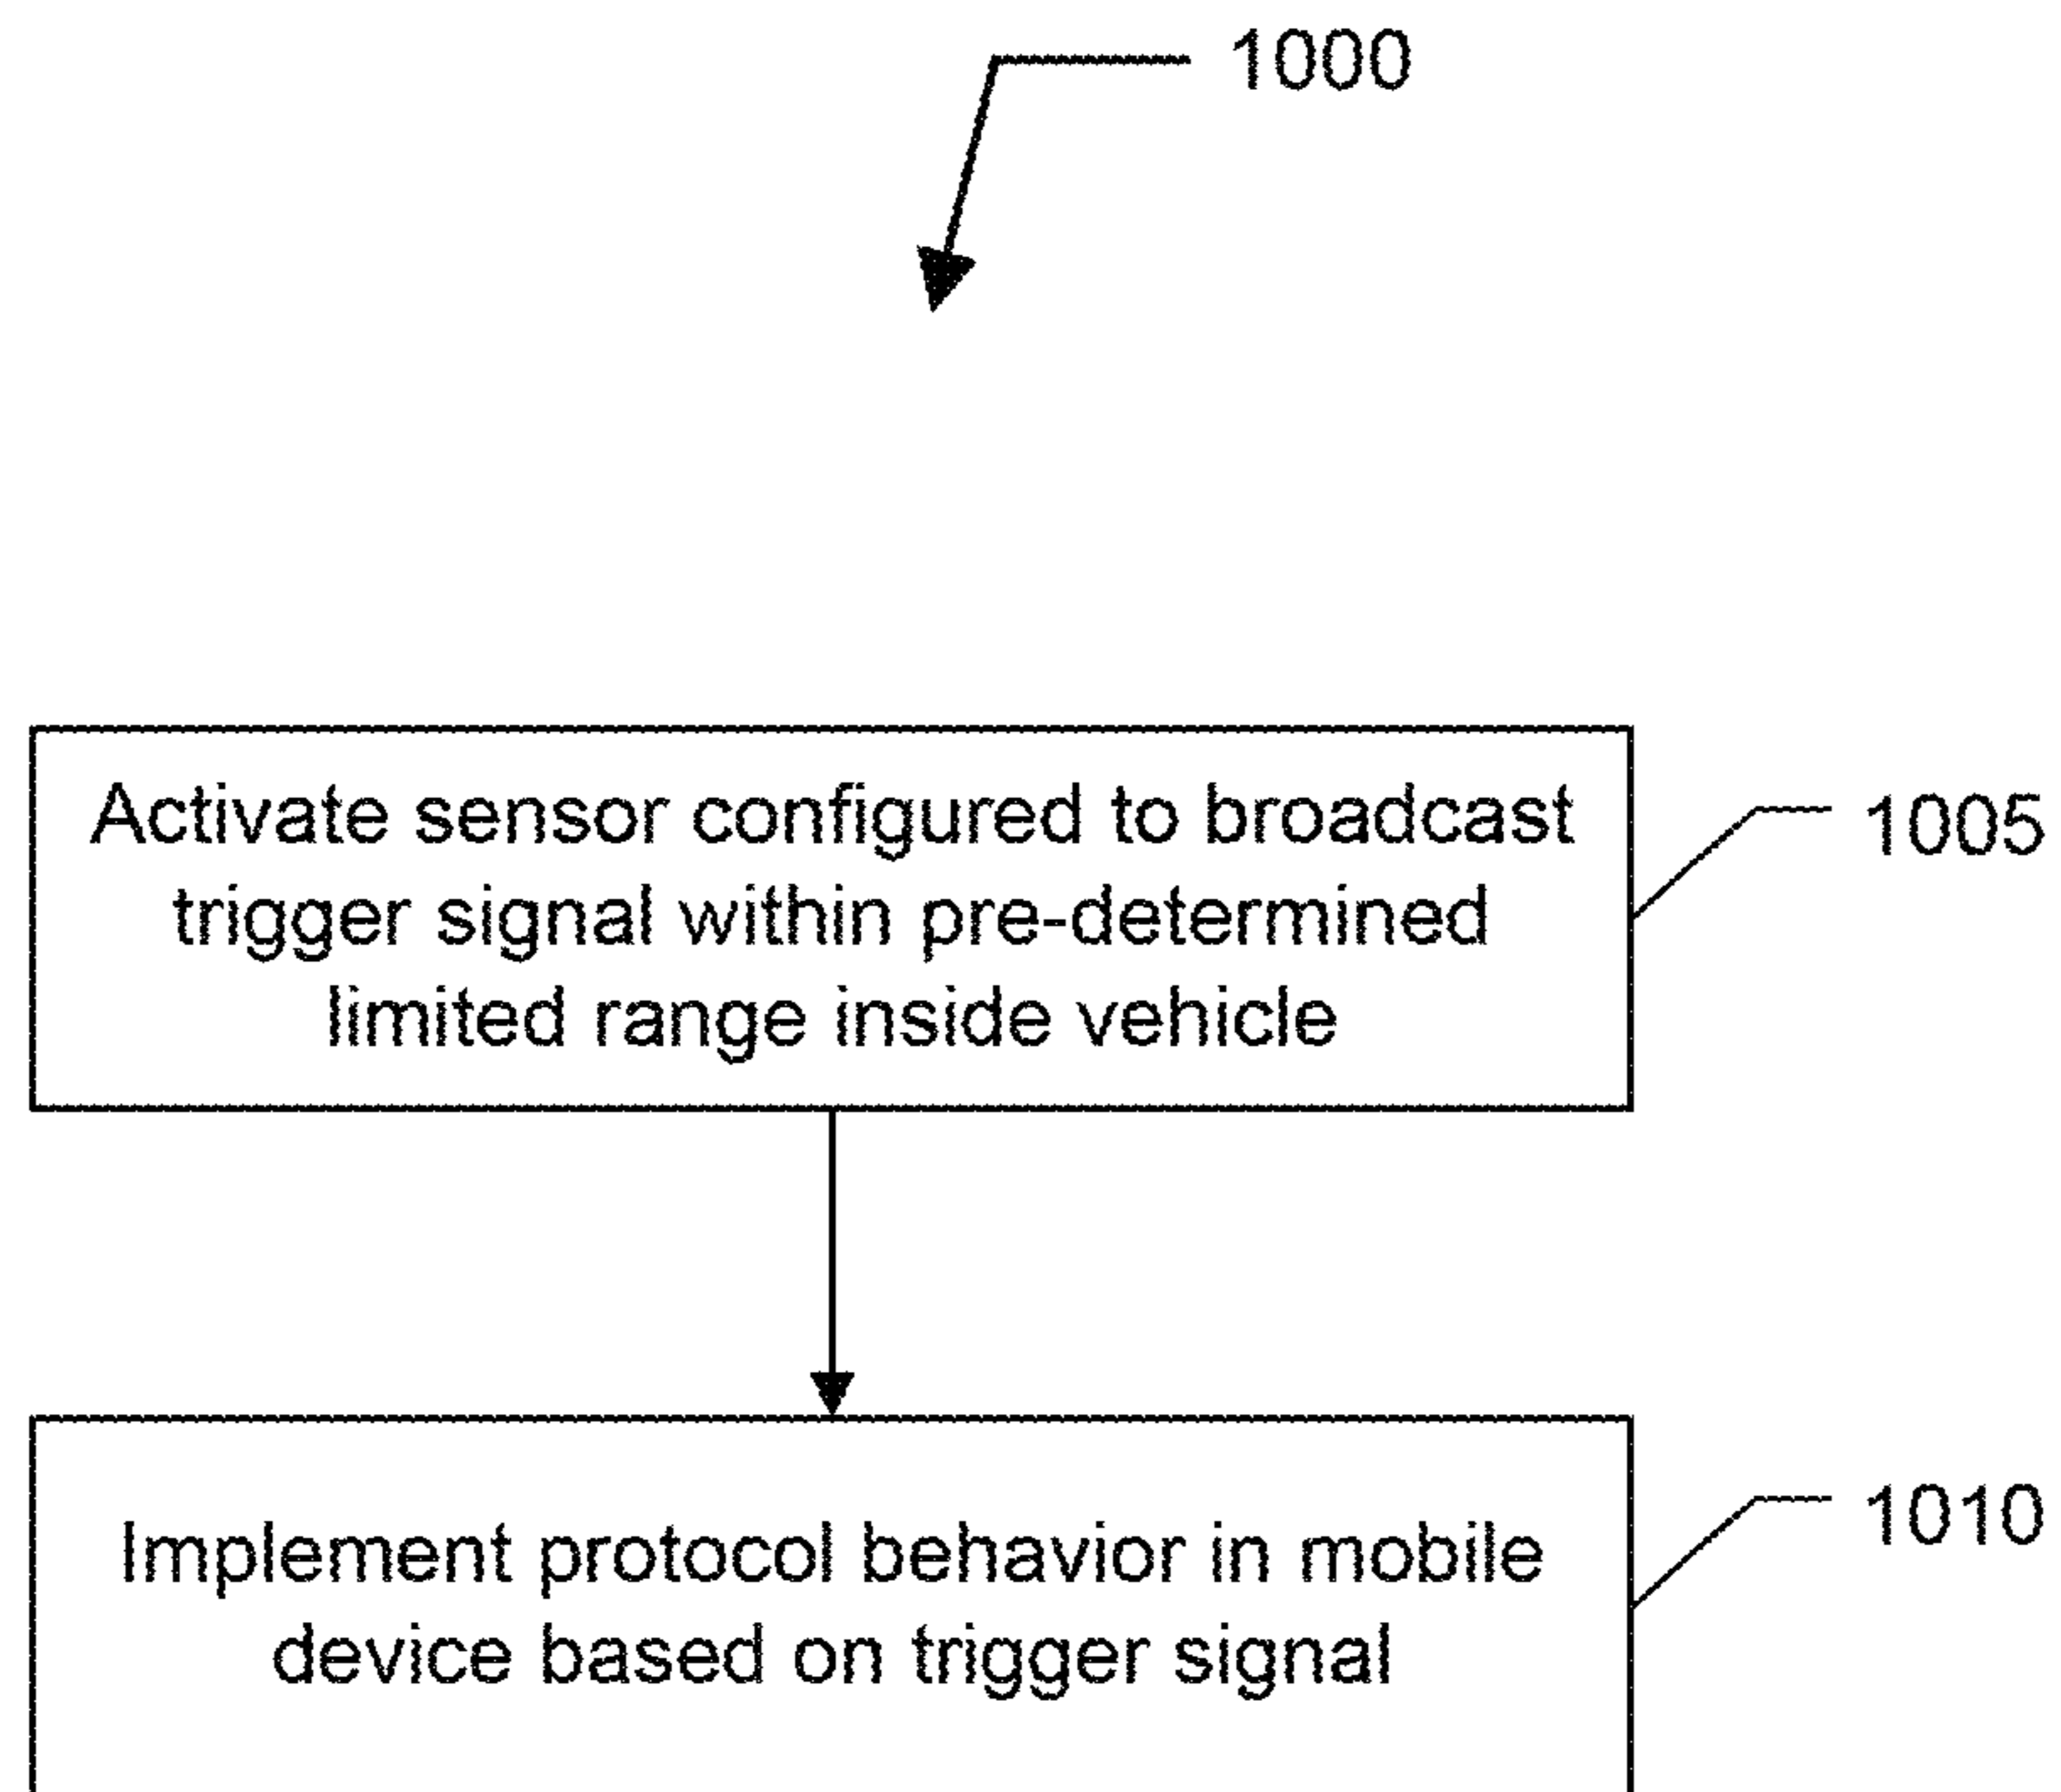 1000
Activate sensor configured to broadcast
trigger signal within pre-determined
limited range inside vehicle
1005
Implement protocol behavior in mobile
device based on trigger signal
1010